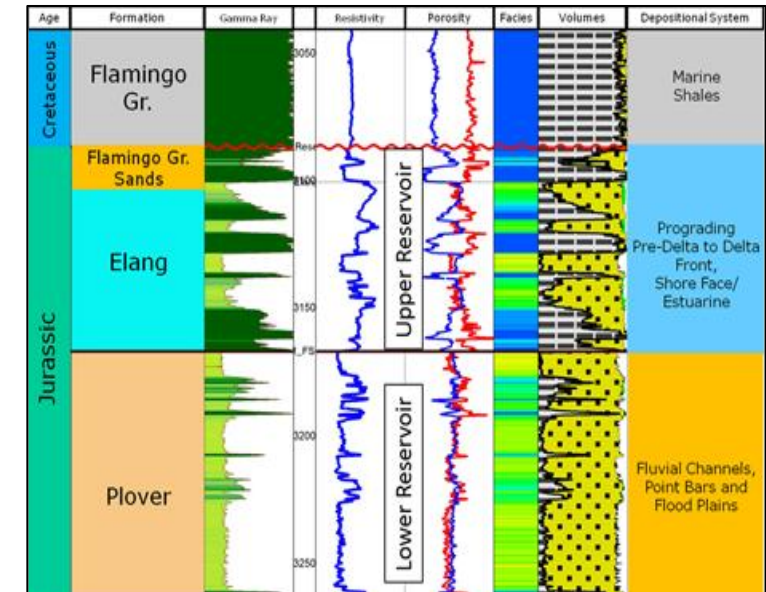 Age Formation Gamma Ray Resistivity Porosity Facies Volumes Depositional System
Cretaceous
Flamingo
Gr.
3050
Marine
Shales
Jurassic
Flamingo Gr.
Sands
Elang
3150
Upper Reservoir
Prograding
Pre-Delta to Delta
Front,
Shore Face/
Estuarine
Plover
3200
3250
Lower Reservoir
Fluvial Channels,
Point Bars and
Flood Plains